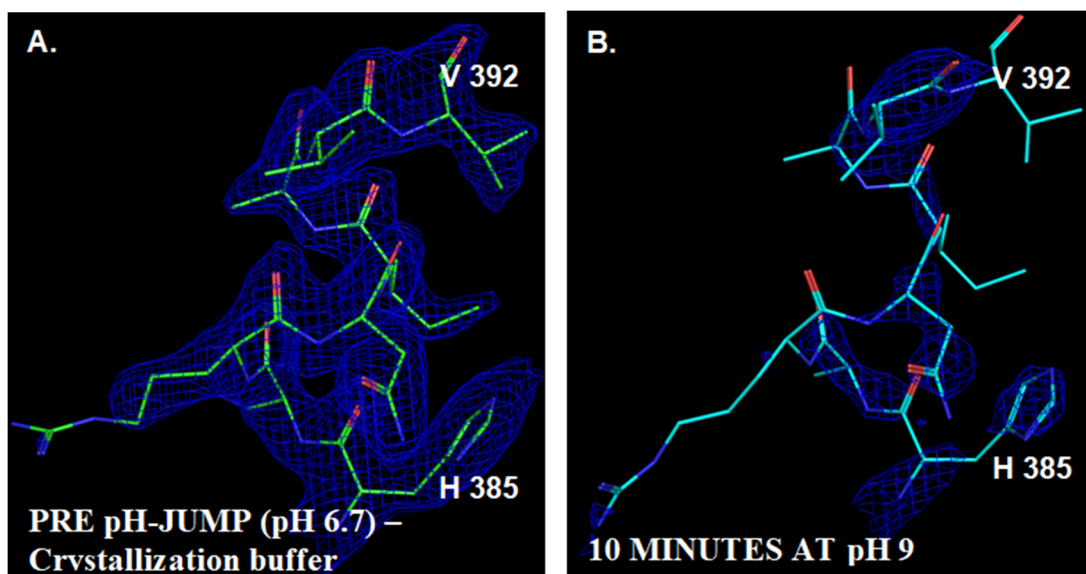 A.
V 392
H 385
PRE pH-JUMP (pH 6.7) –
Crystallization buffer
B.
V 392
H 385
10 MINUTES AT pH 9